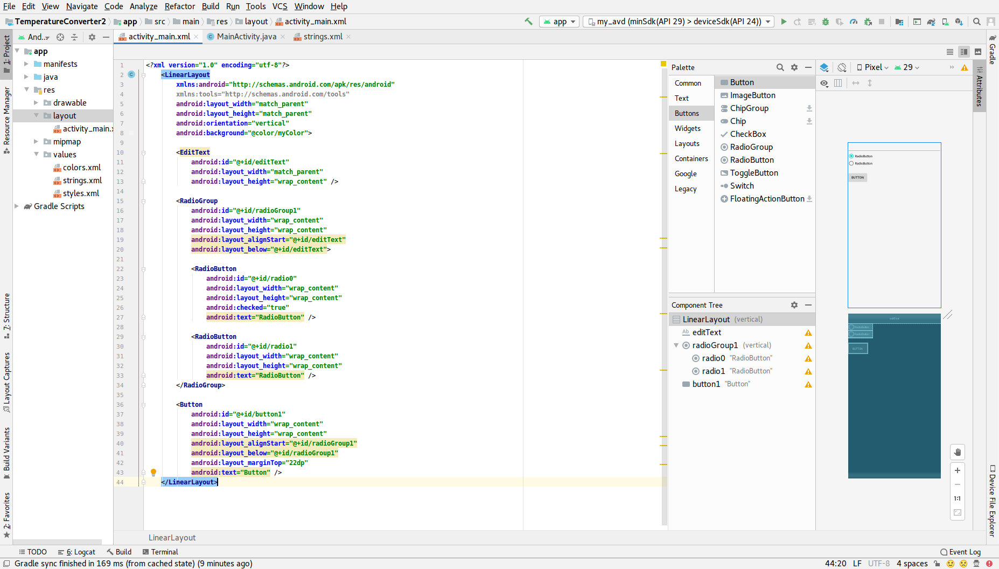 File Edit View Navigate Code Analyze Refactor Build Run Tools VCS Window Help
TemperatureConverter2 app src main res layout activity_main.xml app my_avd (minSdk(API 29) > deviceSdk(API 24))
And... activity_main.xml MainActivity.java strings.xml
1: Project
Resource Manager
7: Structure
Layout Captures
Build Variants
2: Favorites
app
manifests
java
res
drawable
layout
activity_main.x
mipmap
values
colors.xml
strings.xml
styles.xml
Gradle Scripts
1 <?xml version="1.0" encoding="utf-8"?>
2 C <LinearLayout
3 xmlns:android="http://schemas.android.com/apk/res/android"
4 xmlns:tools="http://schemas.android.com/tools"
5 android:layout_width="match_parent"
6 android:layout_height="match_parent"
7 android:orientation="vertical"
8 android:background="@color/myColor">
9
10 <EditText
11 android:id="@+id/editText"
12 android:layout_width="match_parent"
13 android:layout_height="wrap_content" />
14
15 <RadioGroup
16 android:id="@+id/radioGroup1"
17 android:layout_width="wrap_content"
18 android:layout_height="wrap_content"
19 android:layout_alignStart="@+id/editText"
20 android:layout_below="@+id/editText">
21
22 <RadioButton
23 android:id="@+id/radio0"
24 android:layout_width="wrap_content"
25 android:layout_height="wrap_content"
26 android:checked="true"
27 android:text="RadioButton" />
28
29 <RadioButton
30 android:id="@+id/radio1"
31 android:layout_width="wrap_content"
32 android:layout_height="wrap_content"
33 android:text="RadioButton" />
34 </RadioGroup>
35
36 <Button
37 android:id="@+id/button1"
38 android:layout_width="wrap_content"
39 android:layout_height="wrap_content"
40 android:layout_alignStart="@+id/radioGroup1"
41 android:layout_below="@+id/radioGroup1"
42 android:layout_marginTop="22dp"
43 android:text="Button" />
44 </LinearLayout>
LinearLayout
Palette
Common
Text
Buttons
Widgets
Layouts
Containers
Google
Legacy
Button
ImageButton
ChipGroup
Chip
CheckBox
RadioGroup
RadioButton
ToggleButton
Switch
FloatingActionButton
Component Tree
LinearLayout (vertical)
Ab editText
radioGroup1 (vertical)
radio0 "RadioButton"
radio1 "RadioButton"
button1 "Button"
Pixel 29 »
RadioButton
RadioButton
BUTTON
editText
RadioButton
RadioButton
BUTTON
1:1
Gradle
Attributes
Device File Explorer
TODO 6: Logcat Build Terminal Event Log
Gradle sync finished in 169 ms (from cached state) (9 minutes ago) 44:20 LF UTF-8 4 spaces